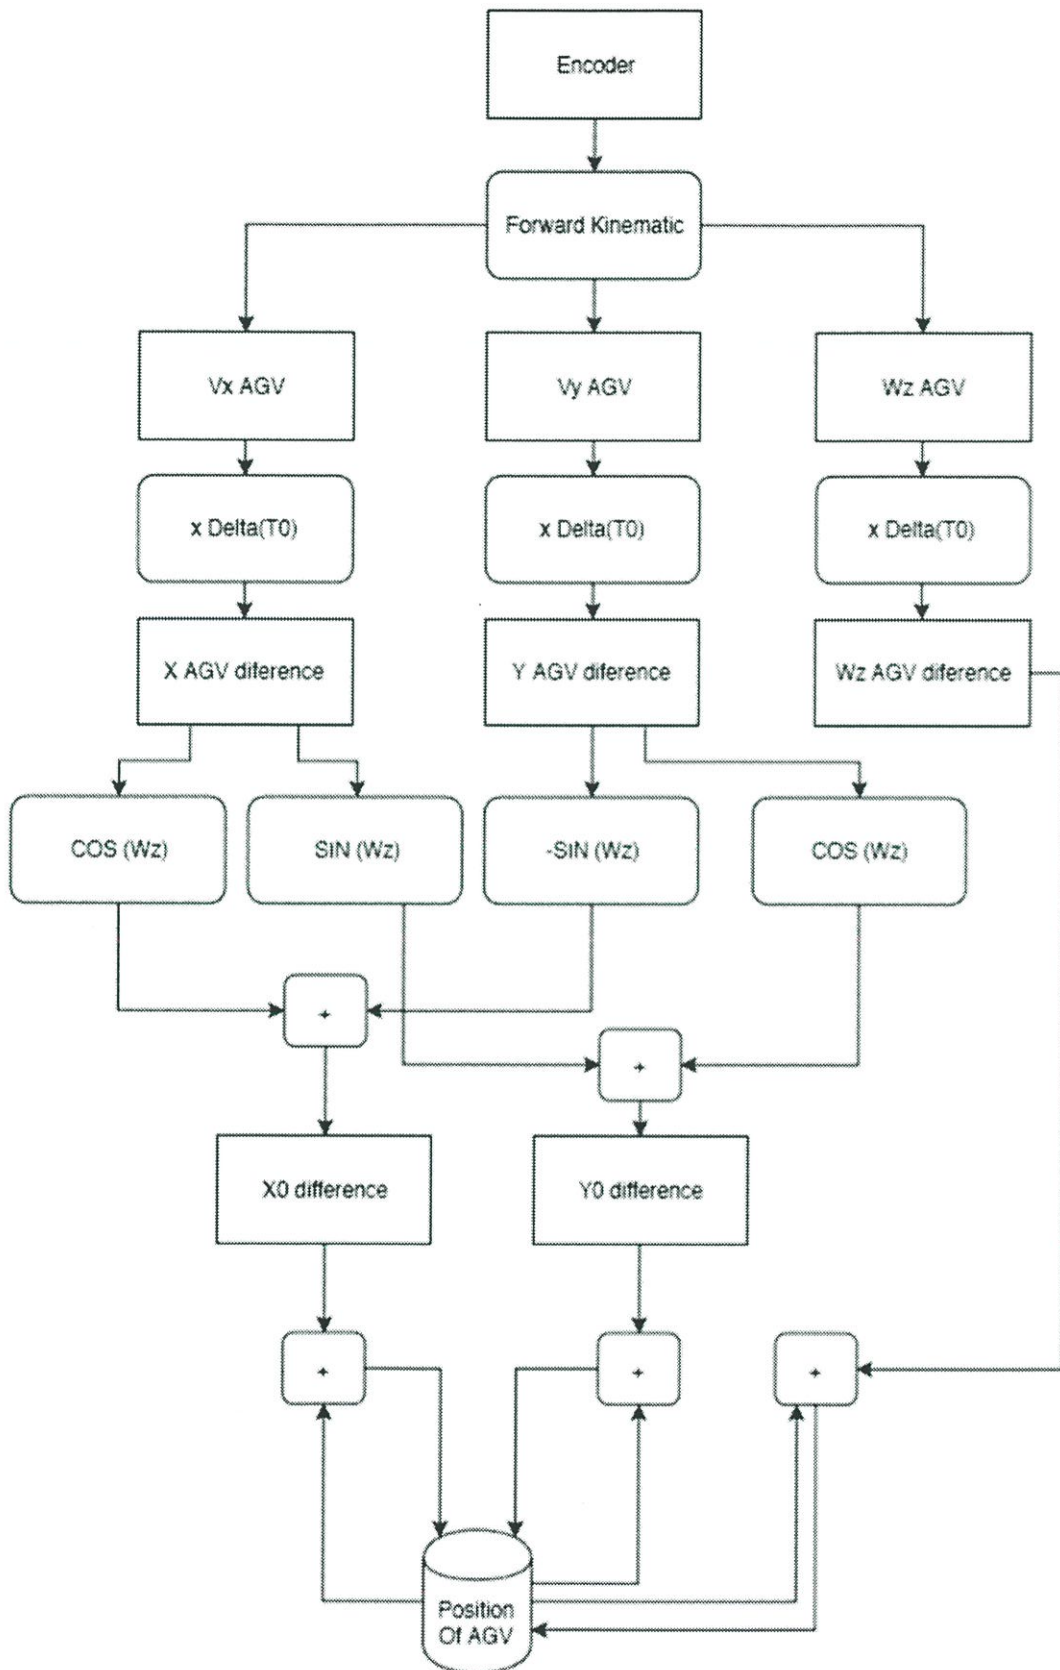 Encoder
Forward Kinematic
Vx AGV
Vy AGV
Wz AGV
x Delta(T0)
x Delta(T0)
x Delta(T0)
X AGV diference
Y AGV diference
Wz AGV diference
COS (Wz)
SIN (Wz)
-SIN (Wz)
COS (Wz)
+
+
X0 difference
Y0 difference
+
+
+
Position
Of AGV